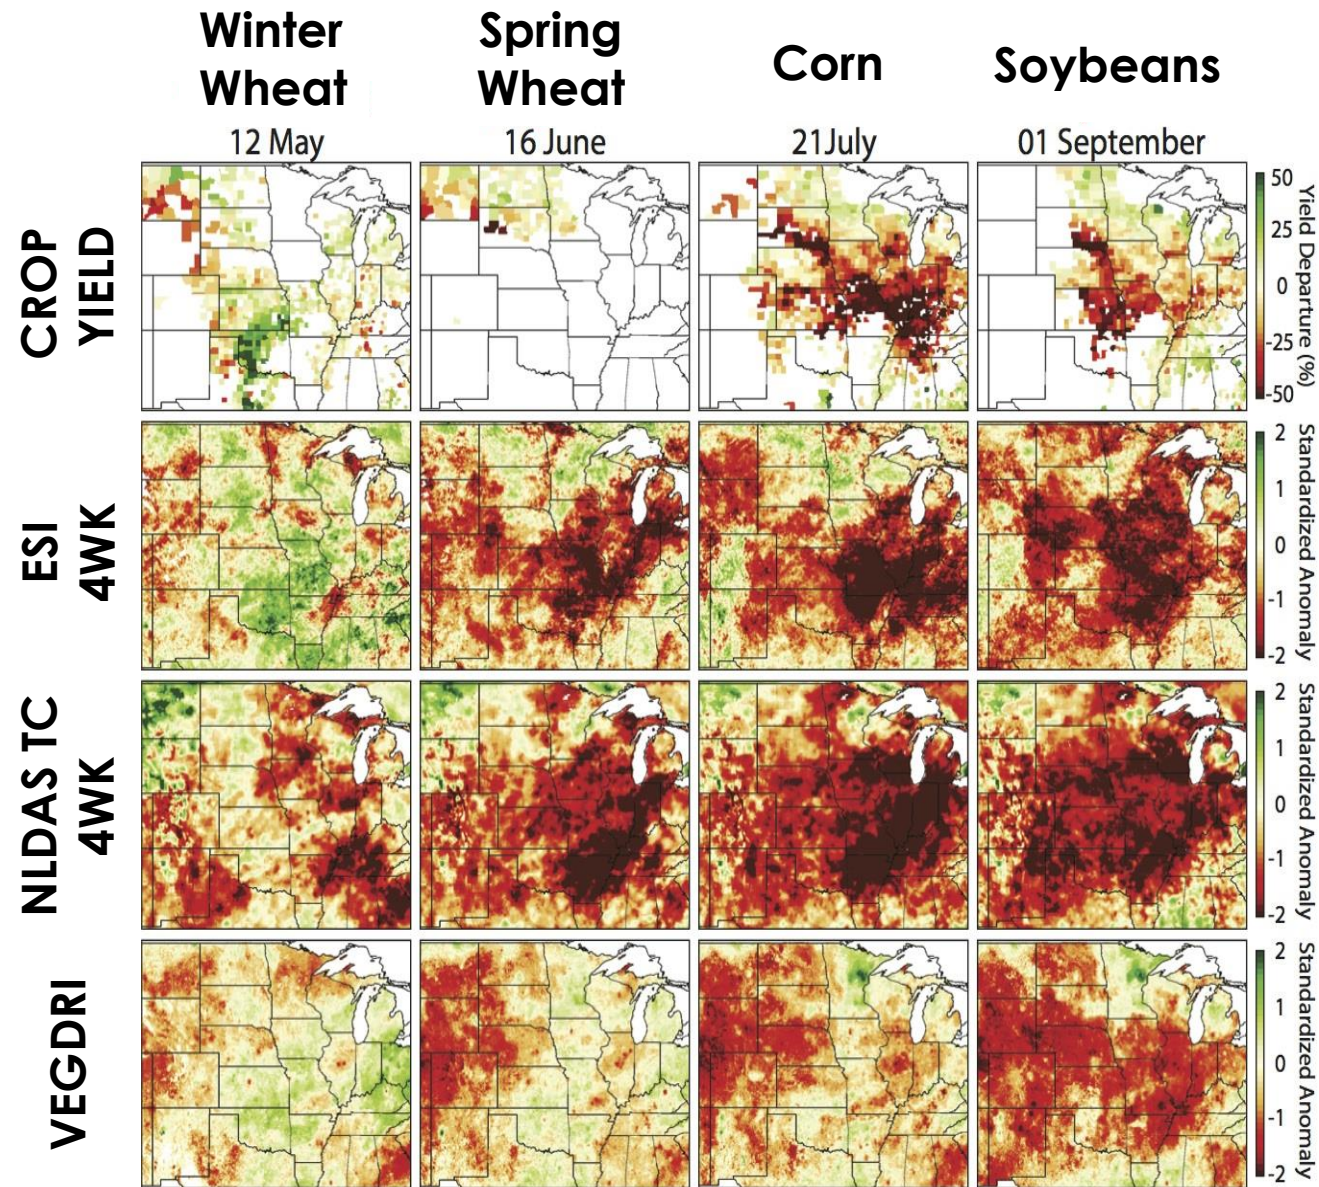 Winter
Wheat
Spring
Wheat
Corn
Soybeans
12 May
16 June
21July
01 September
CROP
YIELD
50
25
0
-25
-50
Yield Departure (%)
ESI
4WK
2
1
0
-1
-2
Standardized Anomaly
NLDAS TC
4WK
2
1
0
-1
-2
Standardized Anomaly
VEGDRI
2
1
0
-1
-2
Standardized Anomaly